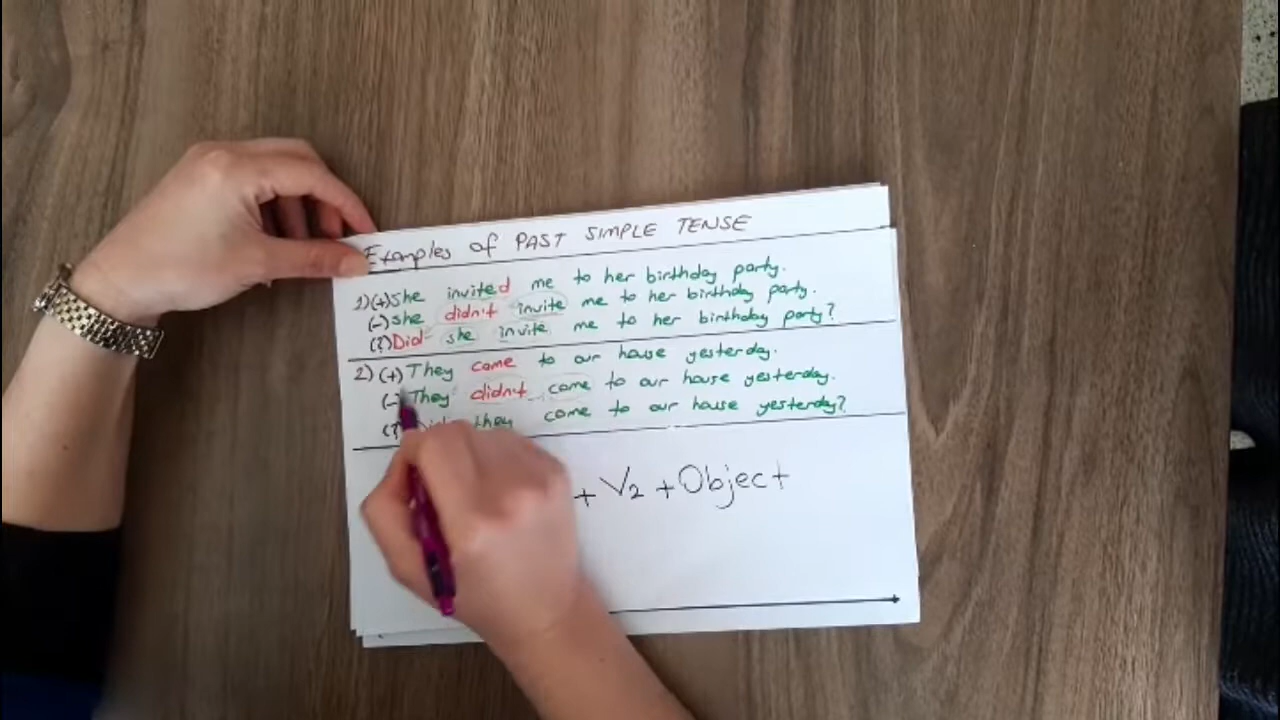 Examples of PAST SIMPLE TENSE
1) (+) She invited me to her birthday party.
(-) She didn't invite me to her birthday party.
(?) Did she invite me to her birthday party?
2) (+) They came to our house yesterday.
(-) They didn't come to our house yesterday.
(?) Did they come to our house yesterday?
+ V2 + Object